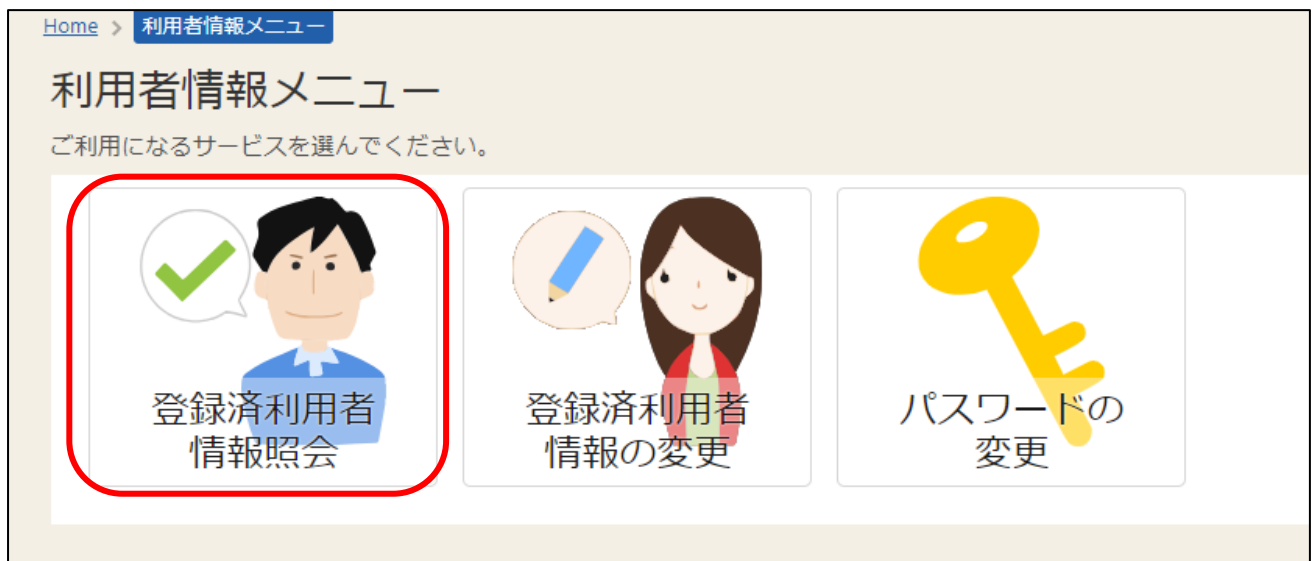 Home > 利用者情報メニュー
利用者情報メニュー
ご利用になるサービスを選んでください。
登録済利用者
情報照会
登録済利用者
情報の変更
パスワードの
変更